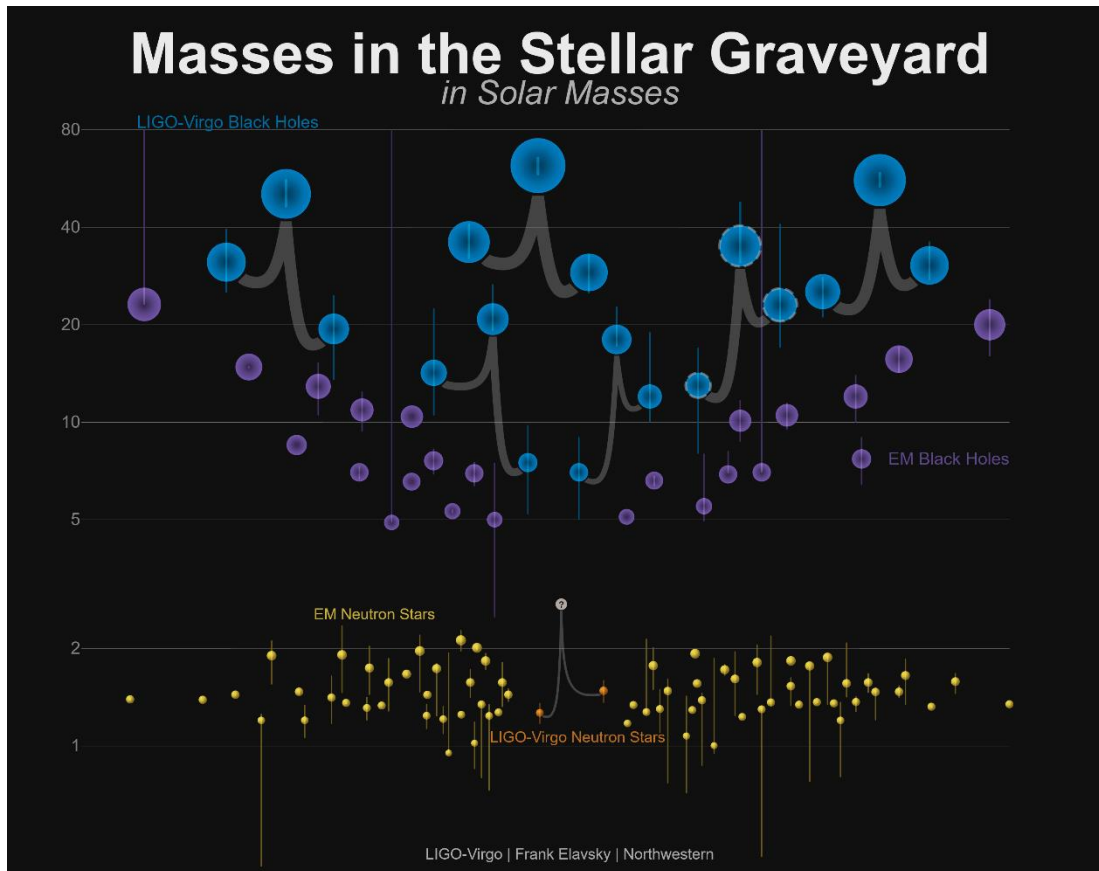 Masses in the Stellar Graveyard
in Solar Masses
LIGO-Virgo Black Holes
80
40
20
10
EM Black Holes
5
?
EM Neutron Stars
2
LIGO-Virgo Neutron Stars
1
LIGO-Virgo | Frank Elavsky | Northwestern